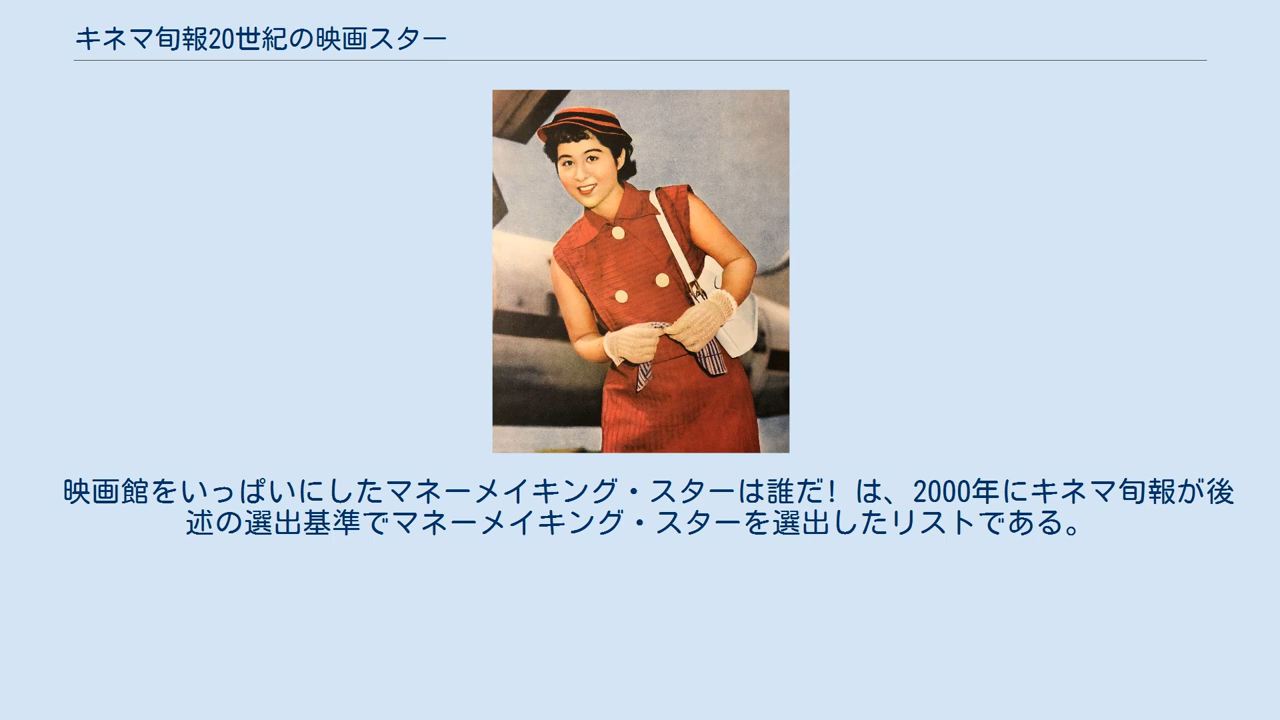 キネマ旬報20世紀の映画スター
映画館をいっぱいにしたマネーメイキング・スターは誰だ! は、2000年にキネマ旬報が後
述の選出基準でマネーメイキング・スターを選出したリストである。